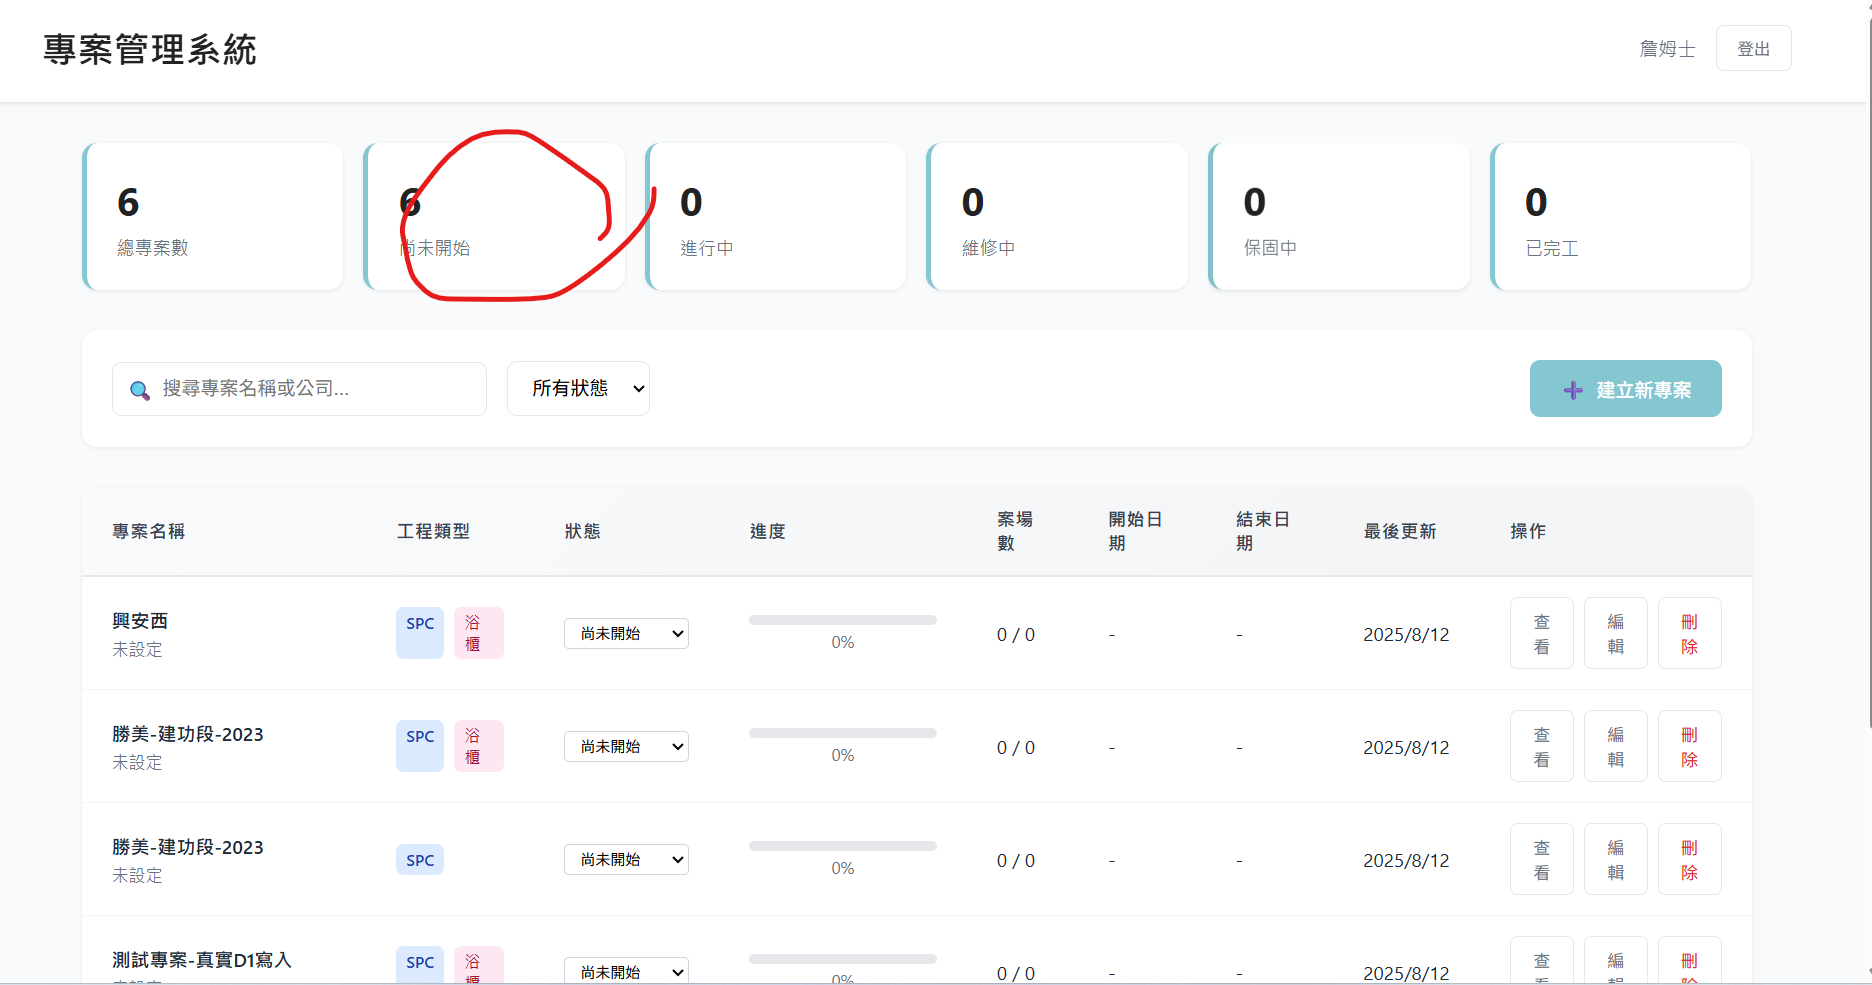 專案管理系統
詹姆士
登出
6
總專案數
6
尚未開始
0
進行中
0
維修中
0
保固中
0
已完工
搜尋專案名稱或公司...
所有狀態
建立新專案
專案名稱
工程類型
狀態
進度
案場
數
開始日
期
結束日
期
最後更新
操作
興安西
未設定
SPC
浴
櫃
尚未開始
0%
0 / 0
-
-
2025/8/12
查
看
編
輯
刪
除
勝美-建功段-2023
未設定
SPC
浴
櫃
尚未開始
0%
0 / 0
-
-
2025/8/12
查
看
編
輯
刪
除
勝美-建功段-2023
未設定
SPC
尚未開始
0%
0 / 0
-
-
2025/8/12
查
看
編
輯
刪
除
測試專案-真實D1寫入
SPC
浴
尚未開始
0%
0 / 0
-
-
2025/8/12
查
編
刪